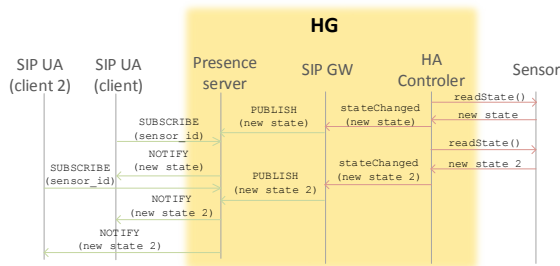 HG
SIP UA
(client 2)
SIP UA
(client)
Presence
server
SIP GW
HA
Controler
Sensor
readState()
new state
stateChanged
(new state)
PUBLISH
(new state)
SUBSCRIBE
(sensor_id)
readState()
NOTIFY
(new state)
new state 2
stateChanged
(new state 2)
SUBSCRIBE
(sensor_id)
PUBLISH
(new state 2)
NOTIFY
(new state 2)
NOTIFY
(new state 2)